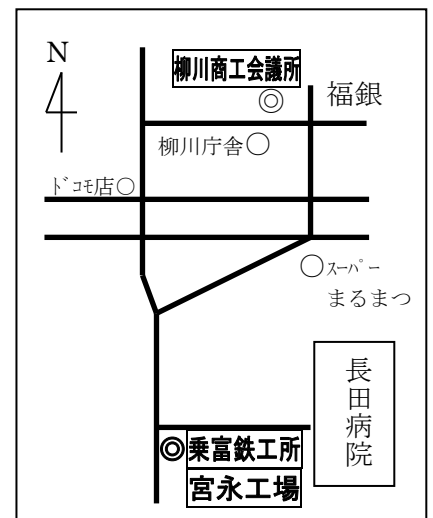 N
柳川商工会議所
◎
福銀
柳川庁舎○
ﾄﾞｺﾓ店○
○ｽｰﾊﾟｰ
まるまつ
長田病院
◎乗富鉄工所
宮永工場